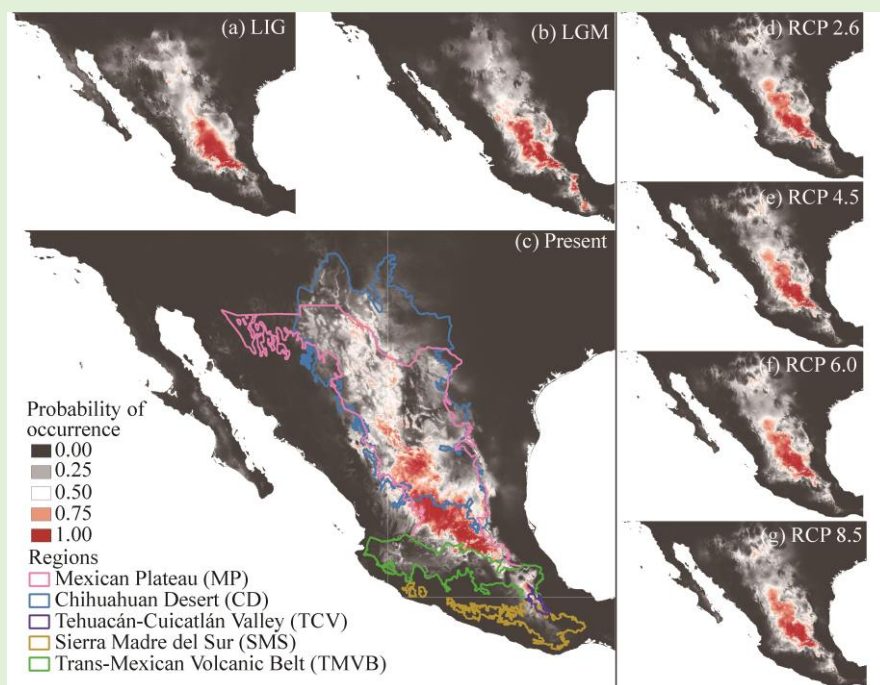 (a) LIG
(b) LGM
(d) RCP 2.6
(e) RCP 4.5
(c) Present
(f) RCP 6.0
(g) RCP 8.5
Probability of
occurrence
0.00
0.25
0.50
0.75
1.00
Regions
Mexican Plateau (MP)
Chihuahuan Desert (CD)
Tehuacán-Cuicatlán Valley (TCV)
Sierra Madre del Sur (SMS)
Trans-Mexican Volcanic Belt (TMVB)